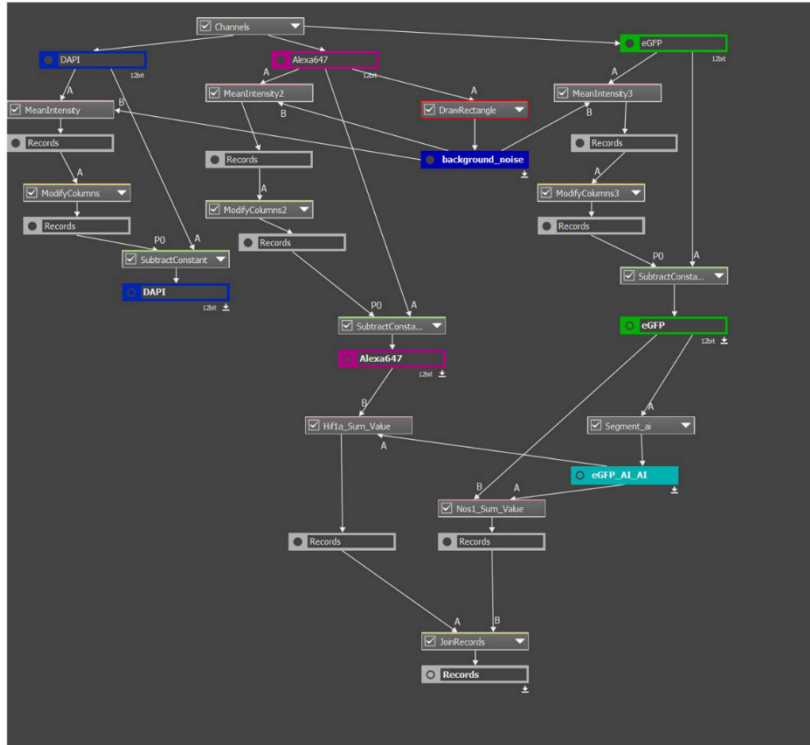 Channels
DAPI
12bit
Alexa647
12bit
eGFP
12bit
A
B
MeanIntensity
A
MeanIntensity2
B
A
DrawRectangle
A
MeanIntensity3
B
Records
Records
background_noise
Records
A
ModifyColumns
A
ModifyColumns2
A
ModifyColumns3
Records
Records
Records
P0
A
SubtractConstant
P0
A
SubtractConsta...
DAPI
12bit
P0
A
SubtractConsta...
eGFP
12bit
Alexa647
12bit
B
Hif1a_Sum_Value
A
A
Segment_ai
eGFP_AI_AI
B
A
Nos1_Sum_Value
Records
Records
A
B
JoinRecords
Records